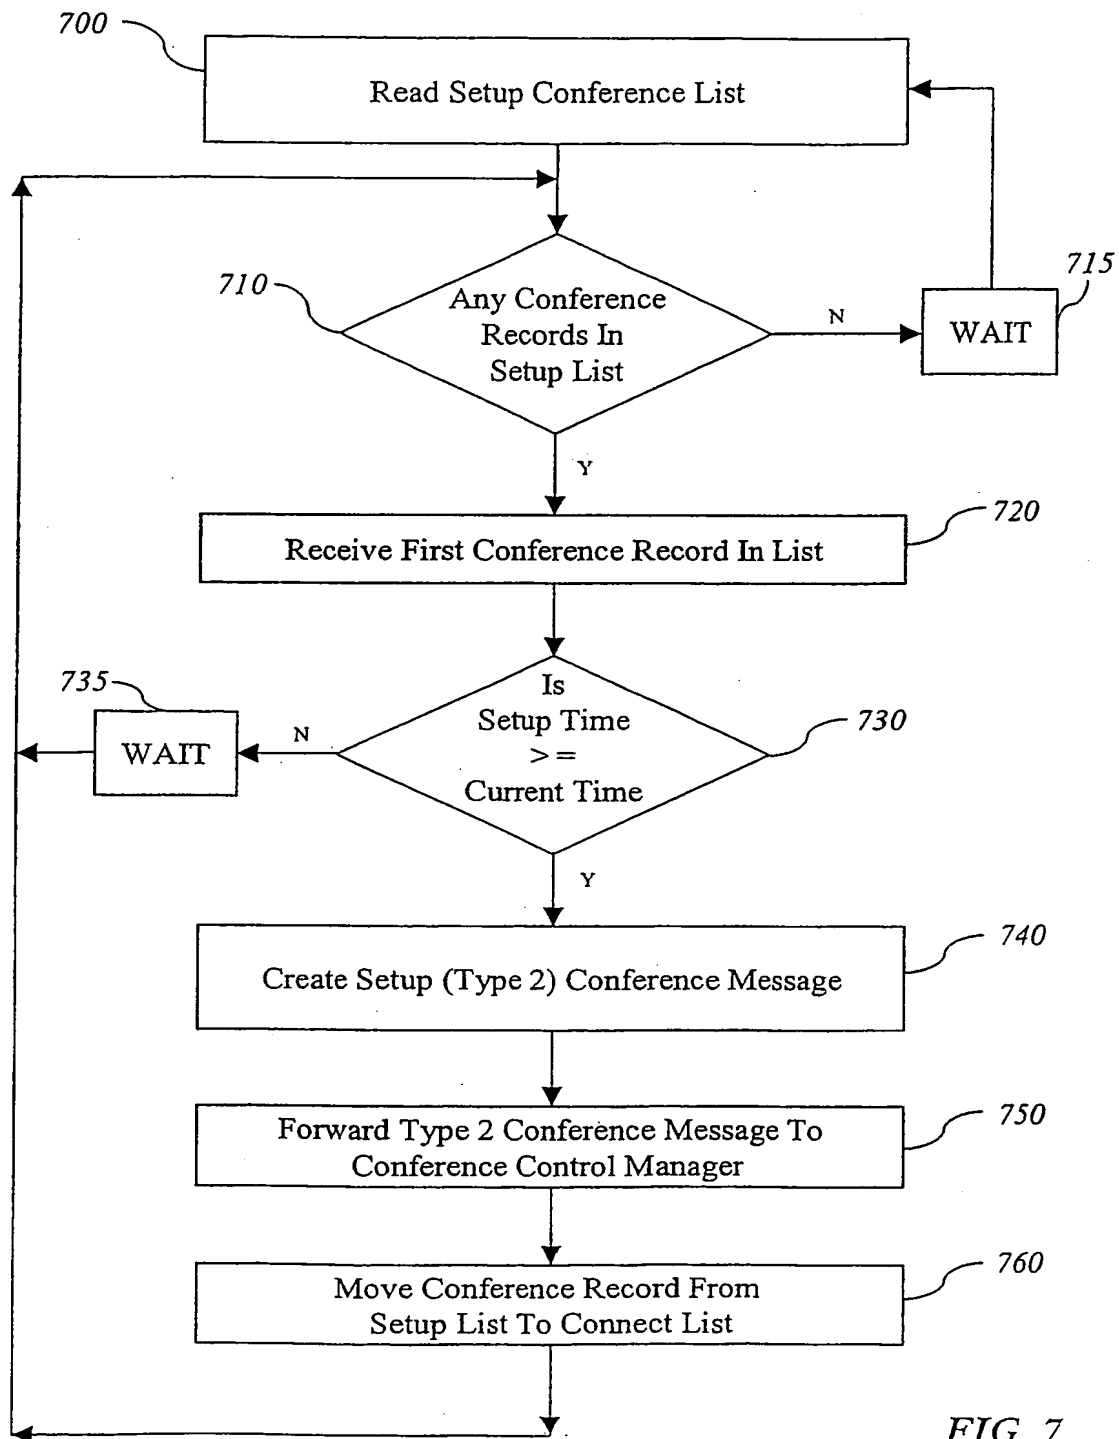 700
Read Setup Conference List
710
Any Conference
Records In
Setup List
N
715
WAIT
Y
720
Receive First Conference Record In List
735
WAIT
N
Is
Setup Time
>=
Current Time
730
Y
740
Create Setup (Type 2) Conference Message
750
Forward Type 2 Conference Message To
Conference Control Manager
760
Move Conference Record From
Setup List To Connect List
FIG. 7